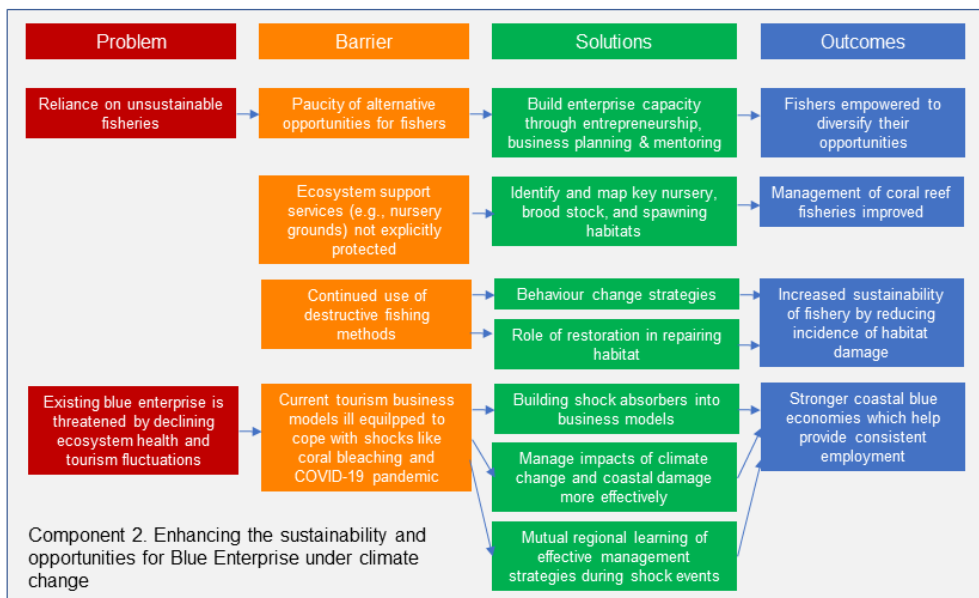 Problem
Barrier
Solutions
Outcomes
Reliance on unsustainable
fisheries
Paucity of alternative
opportunities for fishers
Build enterprise capacity
through entrepreneurship,
business planning & mentoring
Fishers empowered to
diversify their
opportunities
Ecosystem support
services (e.g., nursery
grounds) not explicitly
protected
Identify and map key nursery,
brood stock, and spawning
habitats
Management of coral reef
fisheries improved
Continued use of
destructive fishing
methods
Behaviour change strategies
Role of restoration in repairing
habitat
Increased sustainability
of fishery by reducing
incidence of habitat
damage
Existing blue enterprise is
threatened by declining
ecosystem health and
tourism fluctuations
Current tourism business
models ill equilpped to
cope with shocks like
coral bleaching and
COVID-19 pandemic
Building shock absorbers into
business models
Manage impacts of climate
change and coastal damage
more effectively
Mutual regional learning of
effective management
strategies during shock events
Stronger coastal blue
economies which help
provide consistent
employment
Component 2. Enhancing the sustainability and
opportunities for Blue Enterprise under climate
change